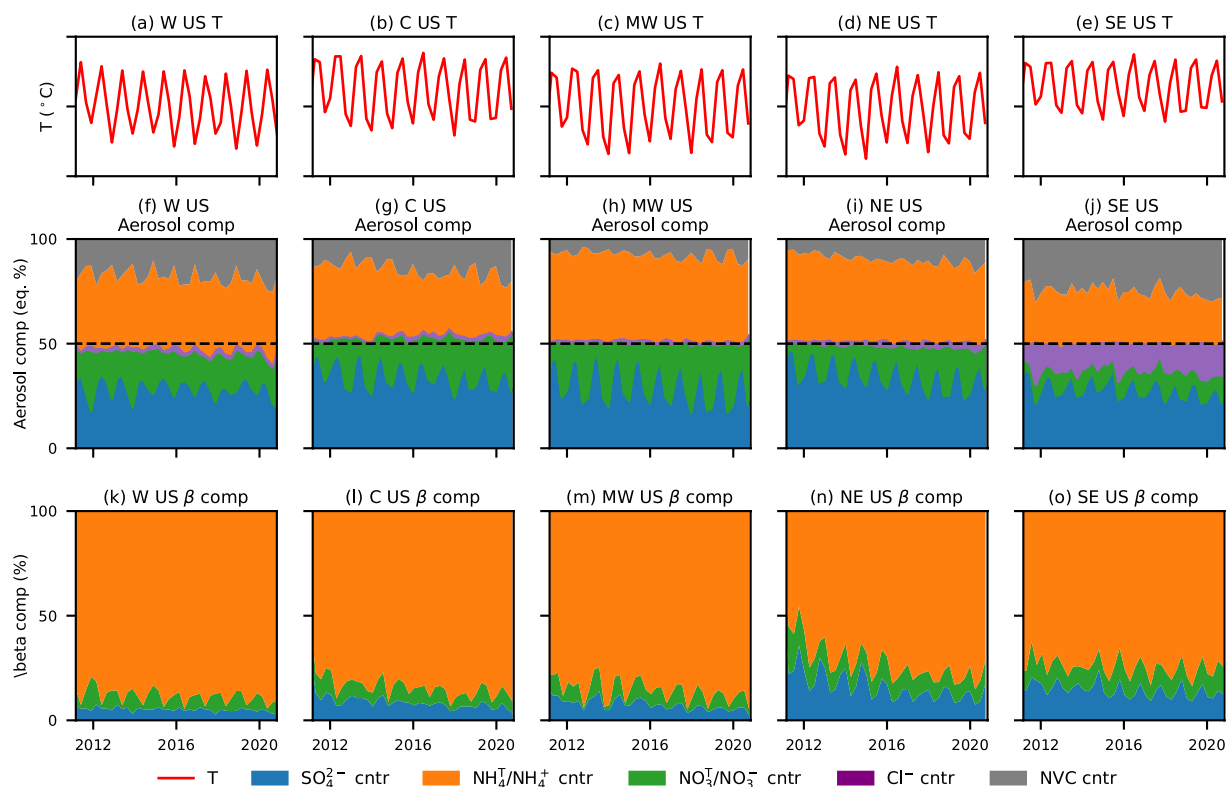 (a) W US T
(b) C US T
(c) MW US T
(d) NE US T
(e) SE US T
T (°C)
(f) W US
Aerosol comp
(g) C US
Aerosol comp
(h) MW US
Aerosol comp
(i) NE US
Aerosol comp
(j) SE US
Aerosol comp
Aerosol comp (eq. %)
100
50
0
(k) W US β comp
(l) C US β comp
(m) MW US β comp
(n) NE US β comp
(o) SE US β comp
\beta comp (%)
100
50
0
2012 2016 2020
2012 2016 2020
2012 2016 2020
2012 2016 2020
2012 2016 2020
T SO₄²⁻ cntr NH₄ᵀ/NH₄⁺ cntr NO₃ᵀ/NO₃⁻ cntr Cl⁻ cntr NVC cntr